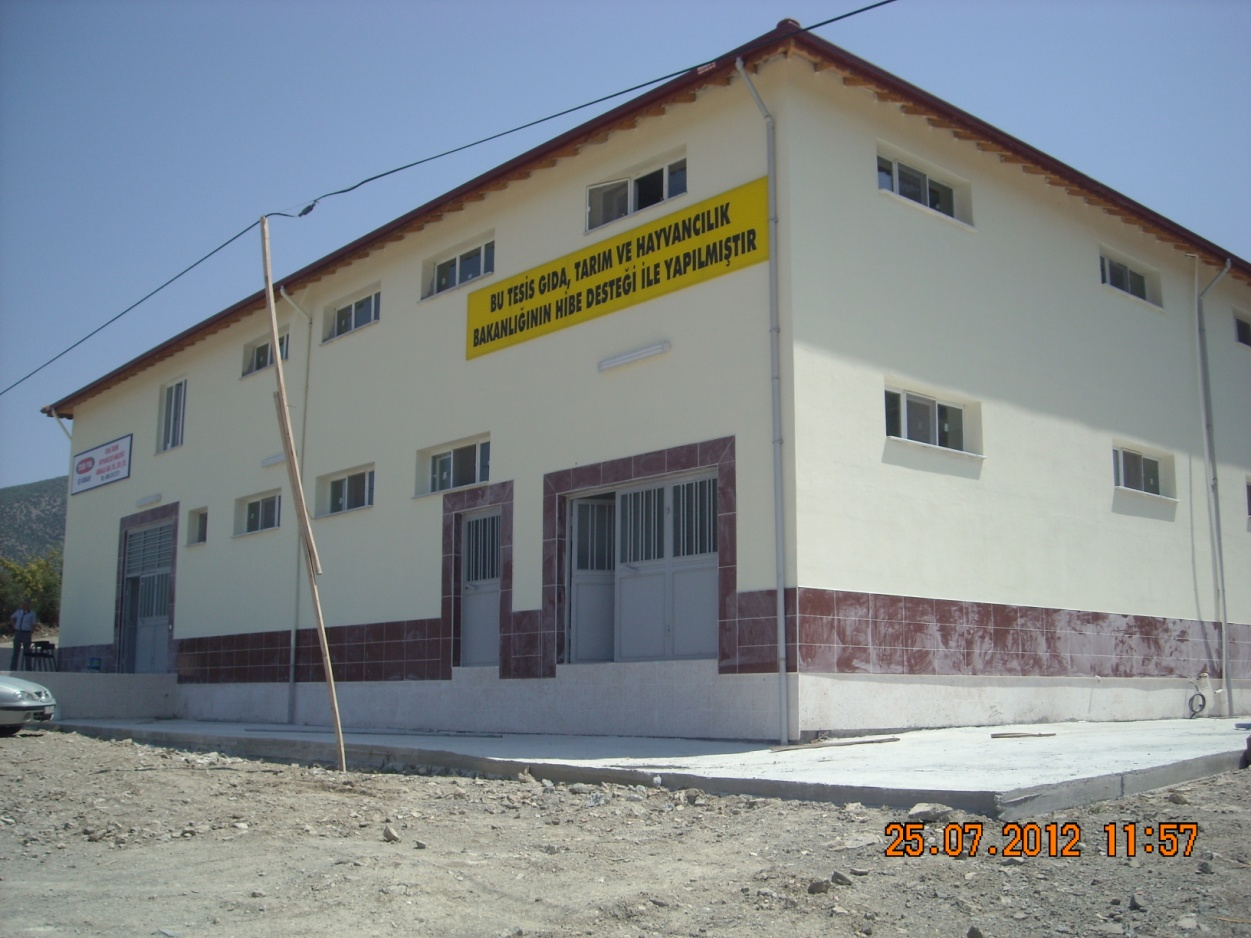 BU TESİS GIDA, TARIM VE HAYVANCILIK
BAKANLIĞININ HİBE DESTEĞİ İLE YAPILMIŞTIR
25.07.2012 11:57